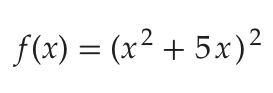 f(x) = (x² + 5x)²